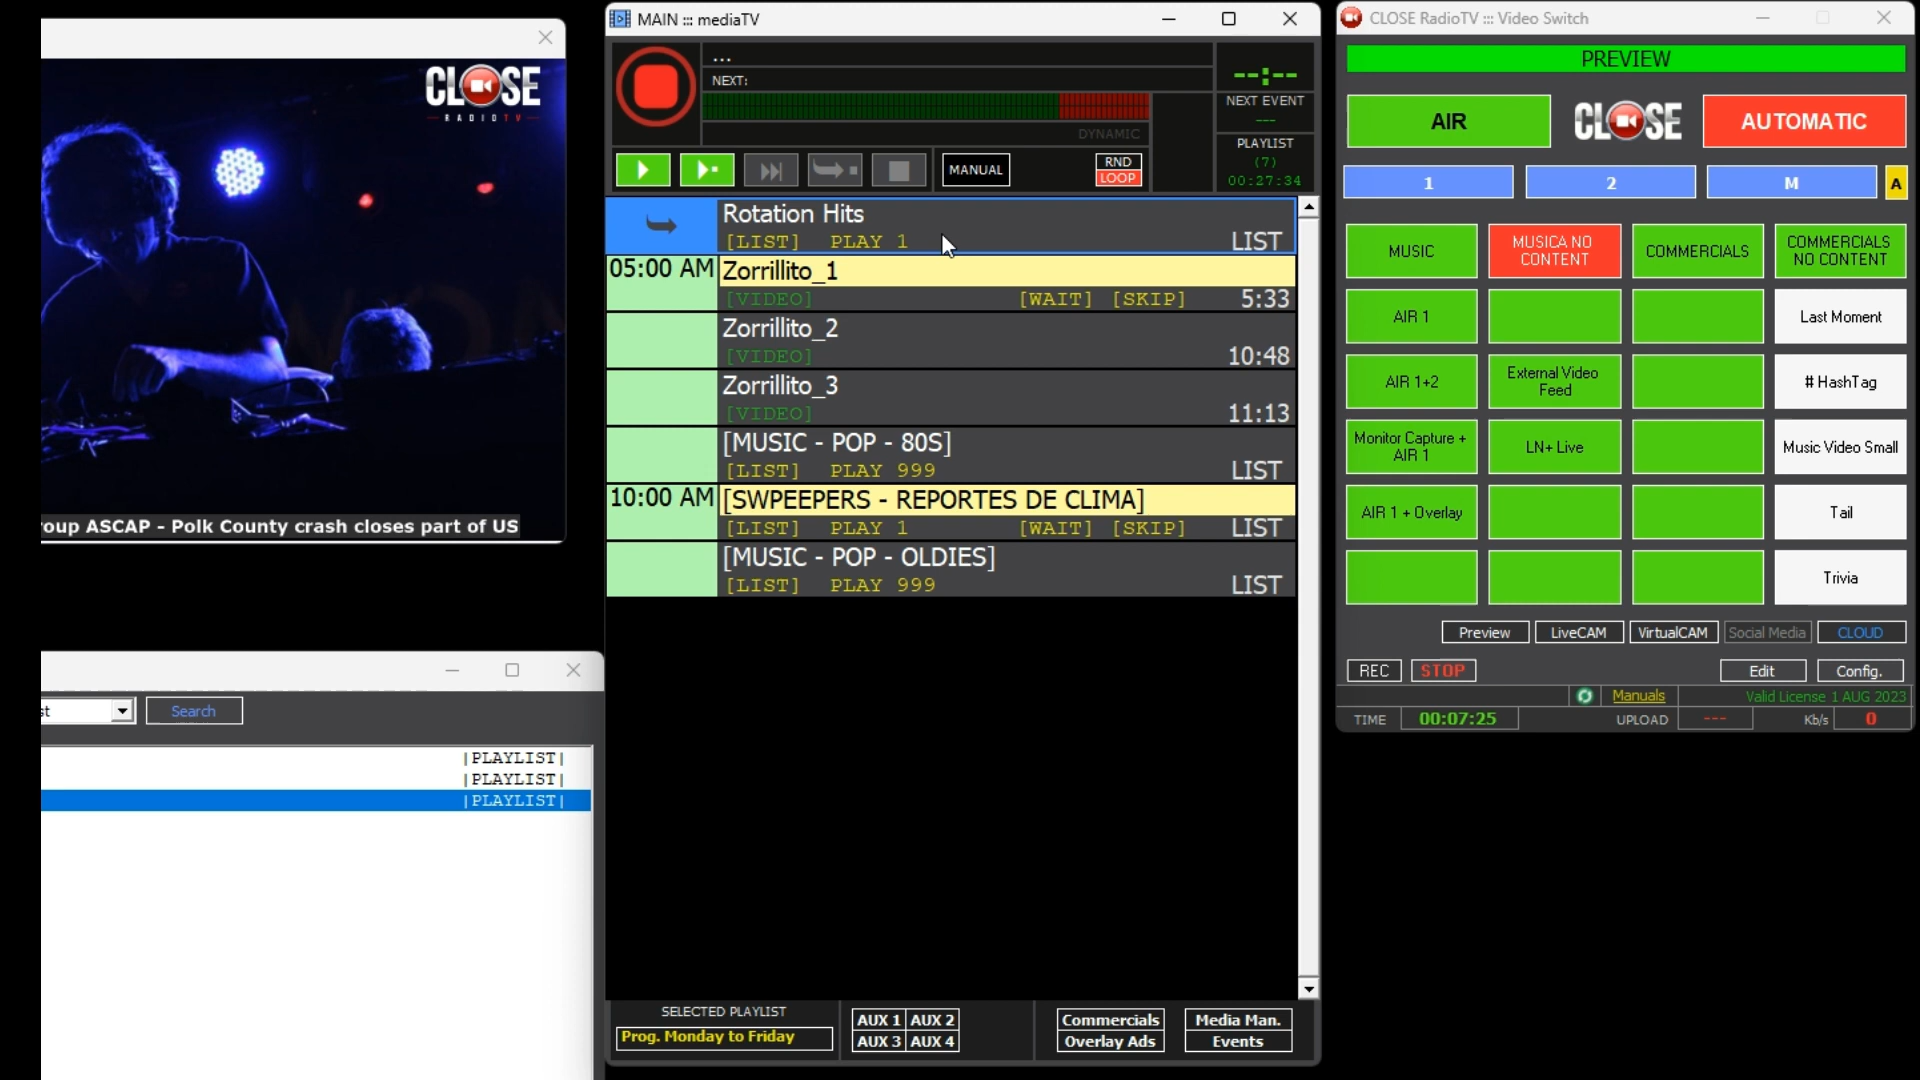 CLOSE
RADIOTV
oup ASCAP - Polk County crash closes part of US
st
Search
|PLAYLIST|
|PLAYLIST|
|PLAYLIST|
MAIN ::: mediaTV
...
NEXT:
DYNAMIC
--:--
NEXT EVENT
---
PLAYLIST
(7)
00:27:34
MANUAL
RND
LOOP
Rotation Hits
[LIST] PLAY 1 LIST
05:00 AM Zorrillito_1
[VIDEO] [WAIT] [SKIP] 5:33
Zorrillito_2
[VIDEO] 10:48
Zorrillito_3
[VIDEO] 11:13
[MUSIC - POP - 80S]
[LIST] PLAY 999 LIST
10:00 AM [SWPEEPERS - REPORTES DE CLIMA]
[LIST] PLAY 1 [WAIT] [SKIP] LIST
[MUSIC - POP - OLDIES]
[LIST] PLAY 999 LIST
SELECTED PLAYLIST
Prog. Monday to Friday
AUX 1 AUX 2
AUX 3 AUX 4
Commercials
Overlay Ads
Media Man.
Events
CLOSE RadioTV ::: Video Switch
PREVIEW
AIR
CLOSE
AUTOMATIC
1
2
M
A
MUSIC
MUSICA NO
CONTENT
COMMERCIALS
COMMERCIALS
NO CONTENT
AIR 1
Last Moment
AIR 1+2
External Video
Feed
# HashTag
Monitor Capture +
AIR 1
LN+ Live
Music Video Small
AIR 1 + Overlay
Tail
Trivia
Preview
LiveCAM
VirtualCAM
Social Media
CLOUD
REC
STOP
Edit
Config.
Manuals
Valid License 1 AUG 2023
TIME 00:07:25
UPLOAD ---
Kb/s 0